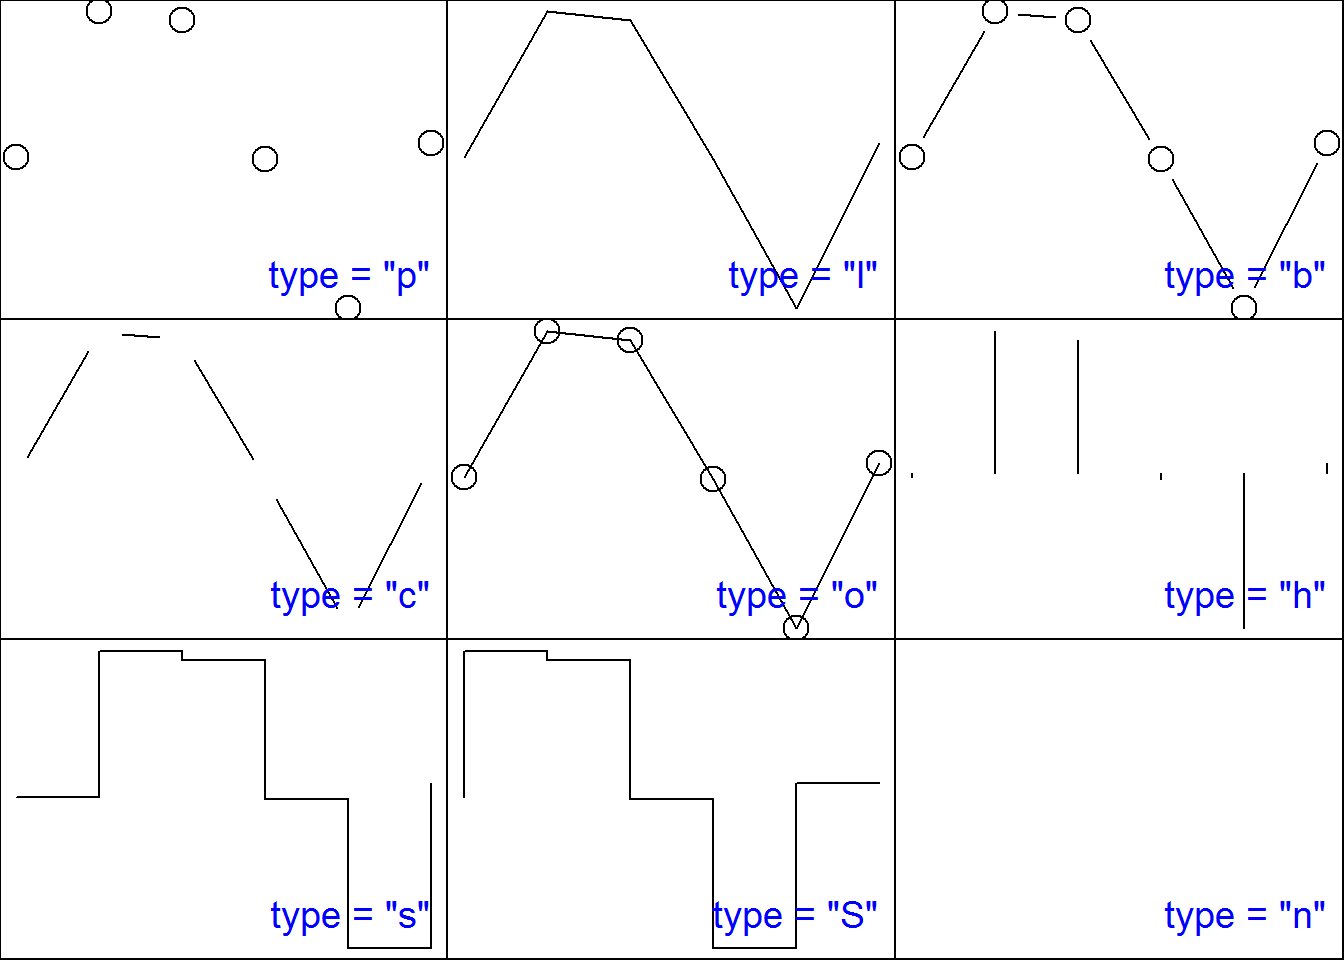 type = "p"
type = "l"
type = "b"
type = "c"
type = "o"
type = "h"
type = "s"
type = "S"
type = "n"